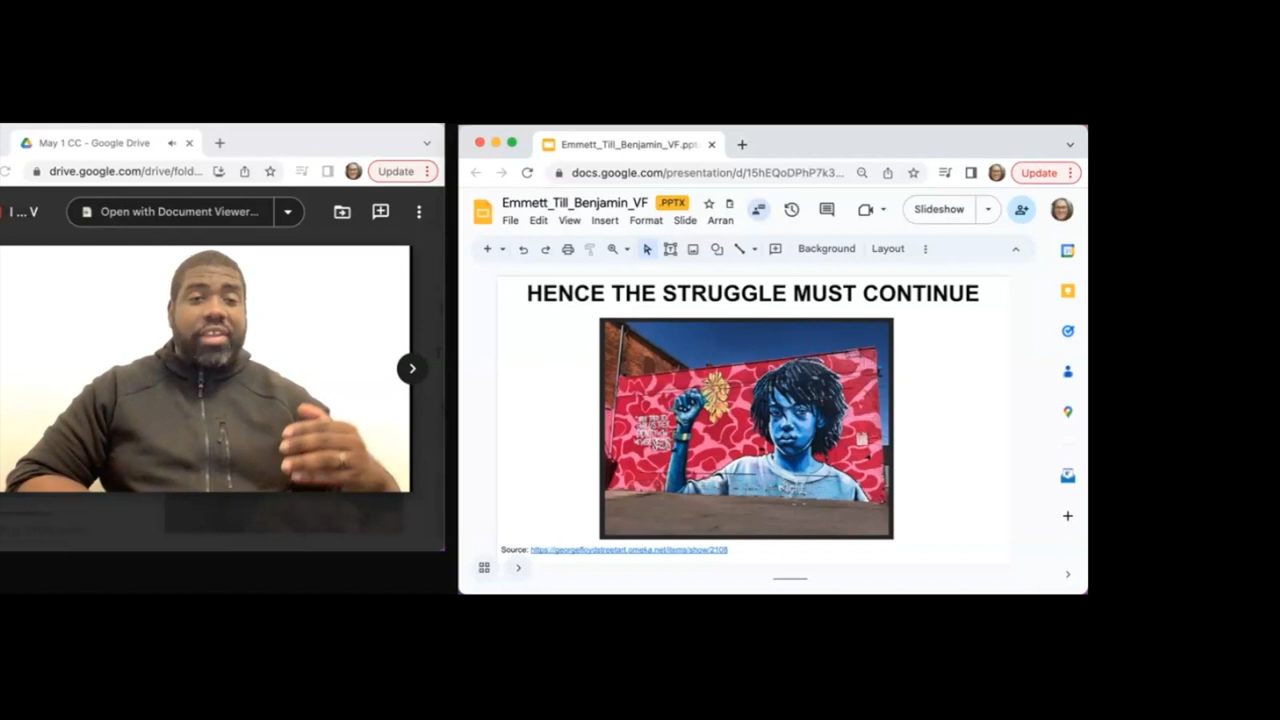 May 1 CC - Google Drive
drive.google.com/drive/fold...
Update
I ... V
Open with Document Viewer...
Emmett_Till_Benjamin_VF.ppt
docs.google.com/presentation/d/15hEQoDPhP7k3...
Update
Emmett_Till_Benjamin_VF
.PPTX
File Edit View Insert Format Slide Arran
Slideshow
Background Layout
HENCE THE STRUGGLE MUST CONTINUE
Source: https://georgefloydstreetart.omeka.net/items/show/2108